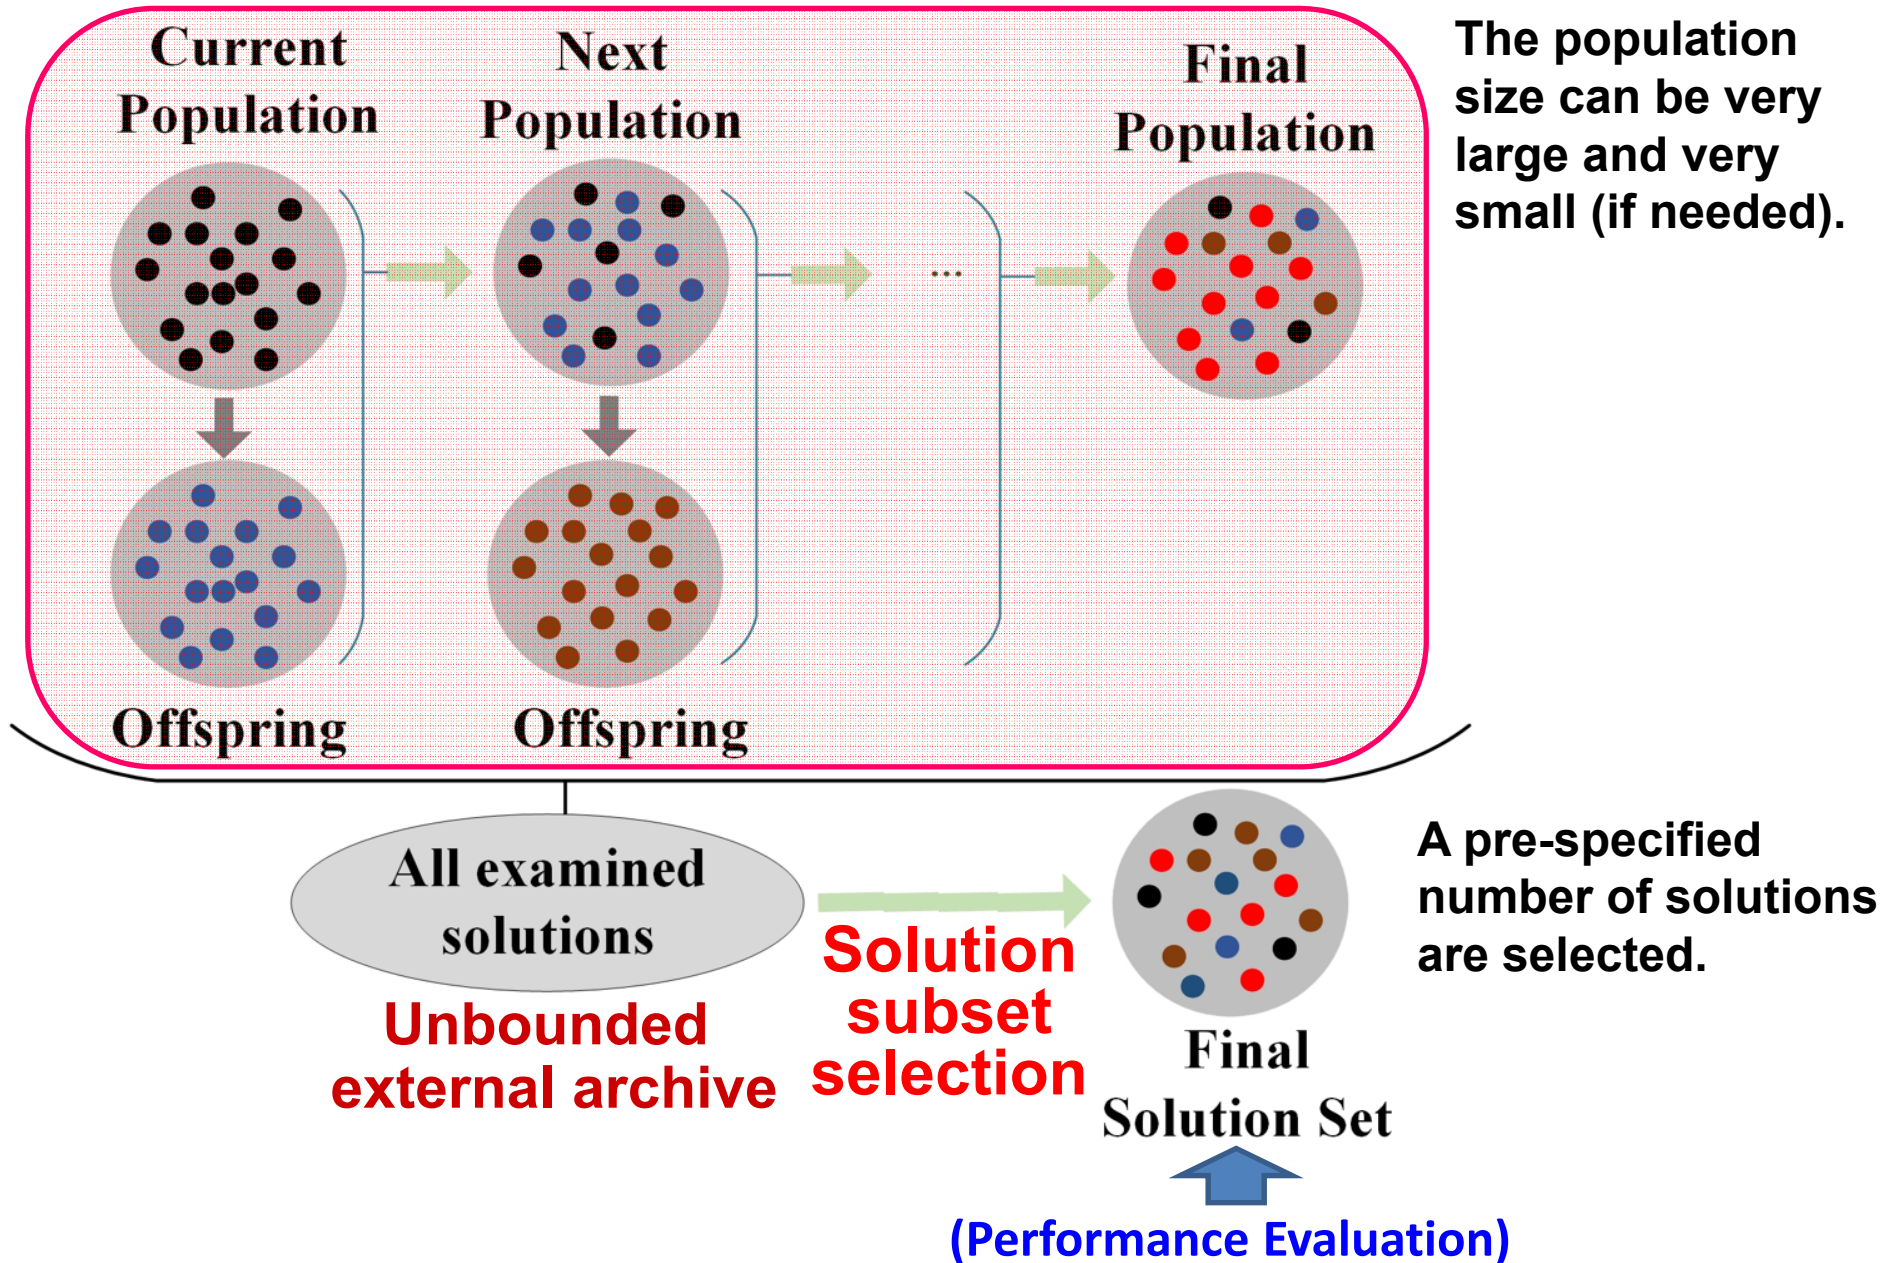 Current
Population
Next
Population
Final
Population
The population
size can be very
large and very
small (if needed).
...
Offspring
Offspring
All examined
solutions
Unbounded
external archive
Solution
subset
selection
Final
Solution Set
A pre-specified
number of solutions
are selected.
(Performance Evaluation)